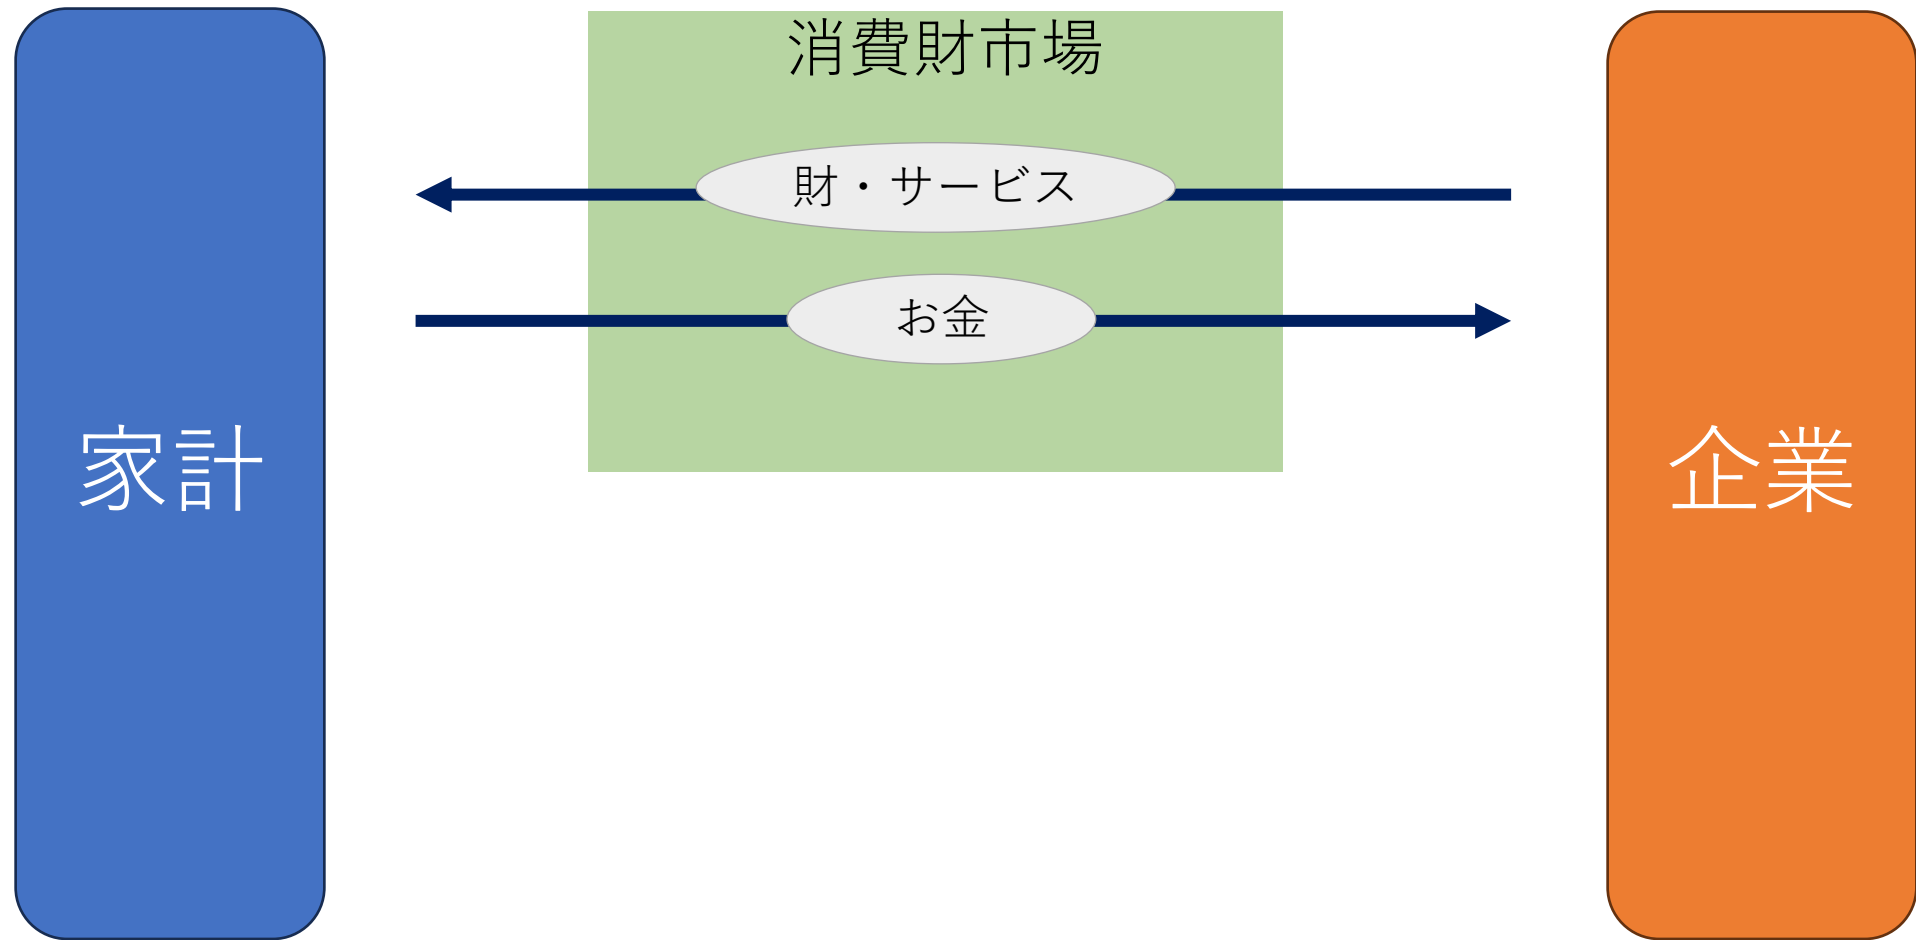 消費財市場
財・サービス
お金
家計
企業